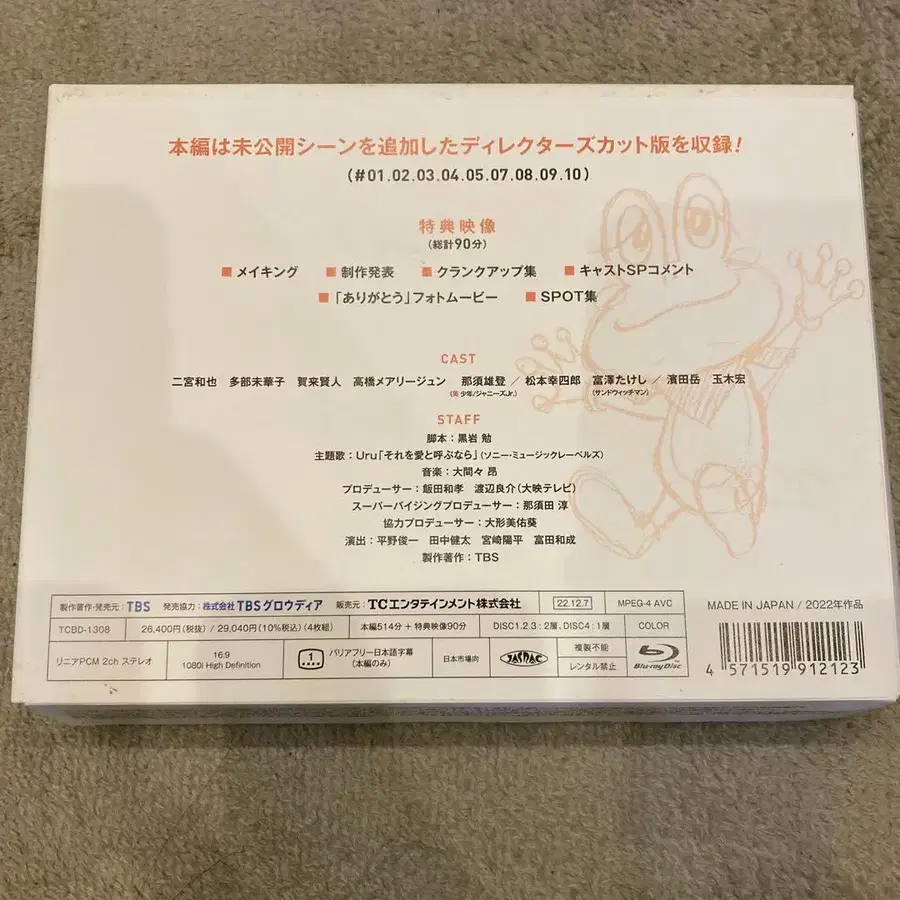 本編は未公開シーンを追加したディレクターズカット版を収録!
(#01.02.03.04.05.07.08.09.10)
特典映像
(総計90分)
■ メイキング ■ 制作発表 ■ クランクアップ集 ■ キャストSPコメント
■ 「ありがとう」フォトムービー ■ SPOT集
CAST
二宮和也 多部未華子 賀来賢人 高橋メアリージュン 那須雄登 / 松本幸四郎 富澤たけし / 濱田岳 玉木宏
(美 少年/ジャニーズJr.) (サンドウィッチマン)
STAFF
脚本:黒岩 勉
主題歌:Uru「それを愛と呼ぶなら」(ソニー・ミュージックレーベルズ)
音楽:大間々 昂
プロデューサー:飯田和孝 渡辺良介(大映テレビ)
スーパーバイジングプロデューサー:那須田 淳
協力プロデューサー:大形美佑葵
演出:平野俊一 田中健太 宮崎陽平 富田和成
製作著作:TBS
製作著作・発売元:TBS 発売協力:株式会社TBSグロウディア 販売元:TCエンタテインメント株式会社 22.12.7 MPEG-4 AVC
MADE IN JAPAN / 2022年作品
TCBD-1308 26,400円(税抜) / 29,040円(10%税込) (4枚組) 本編514分+特典映像90分 DISC1.2.3:2層、DISC4:1層 COLOR
リニアPCM 2ch ステレオ 16:9 1080i High Definition 1 バリアフリー日本語字幕 (本編のみ) 日本市場向 JASRAC 複製不能 レンタル禁止 Blu-ray Disc
4 571519 912123